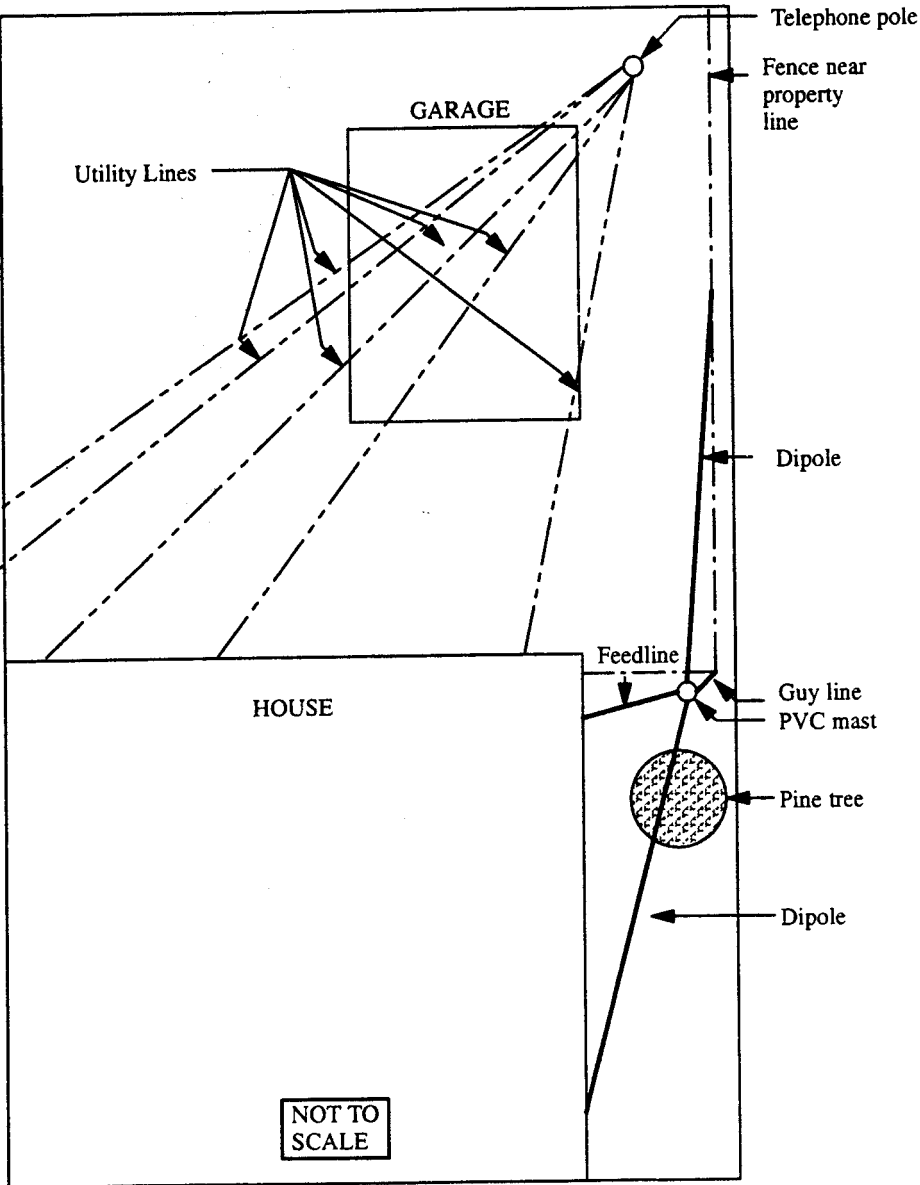 Telephone pole
Fence near
property
line
GARAGE
Utility Lines
Dipole
Feedline
Guy line
PVC mast
HOUSE
Pine tree
Dipole
NOT TO
SCALE